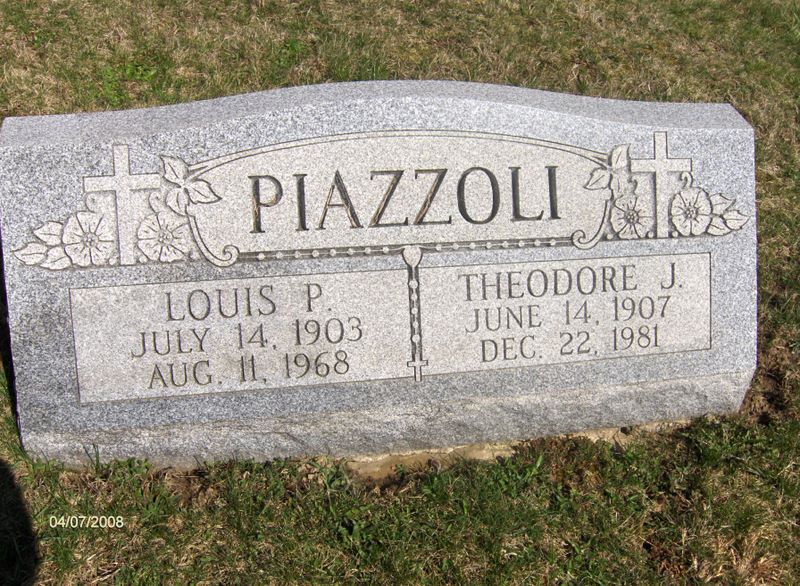 PIAZZOLI
LOUIS P.
JULY 14, 1903
AUG. 11, 1968
THEODORE J.
JUNE 14, 1907
DEC. 22, 1981
04/07/2008